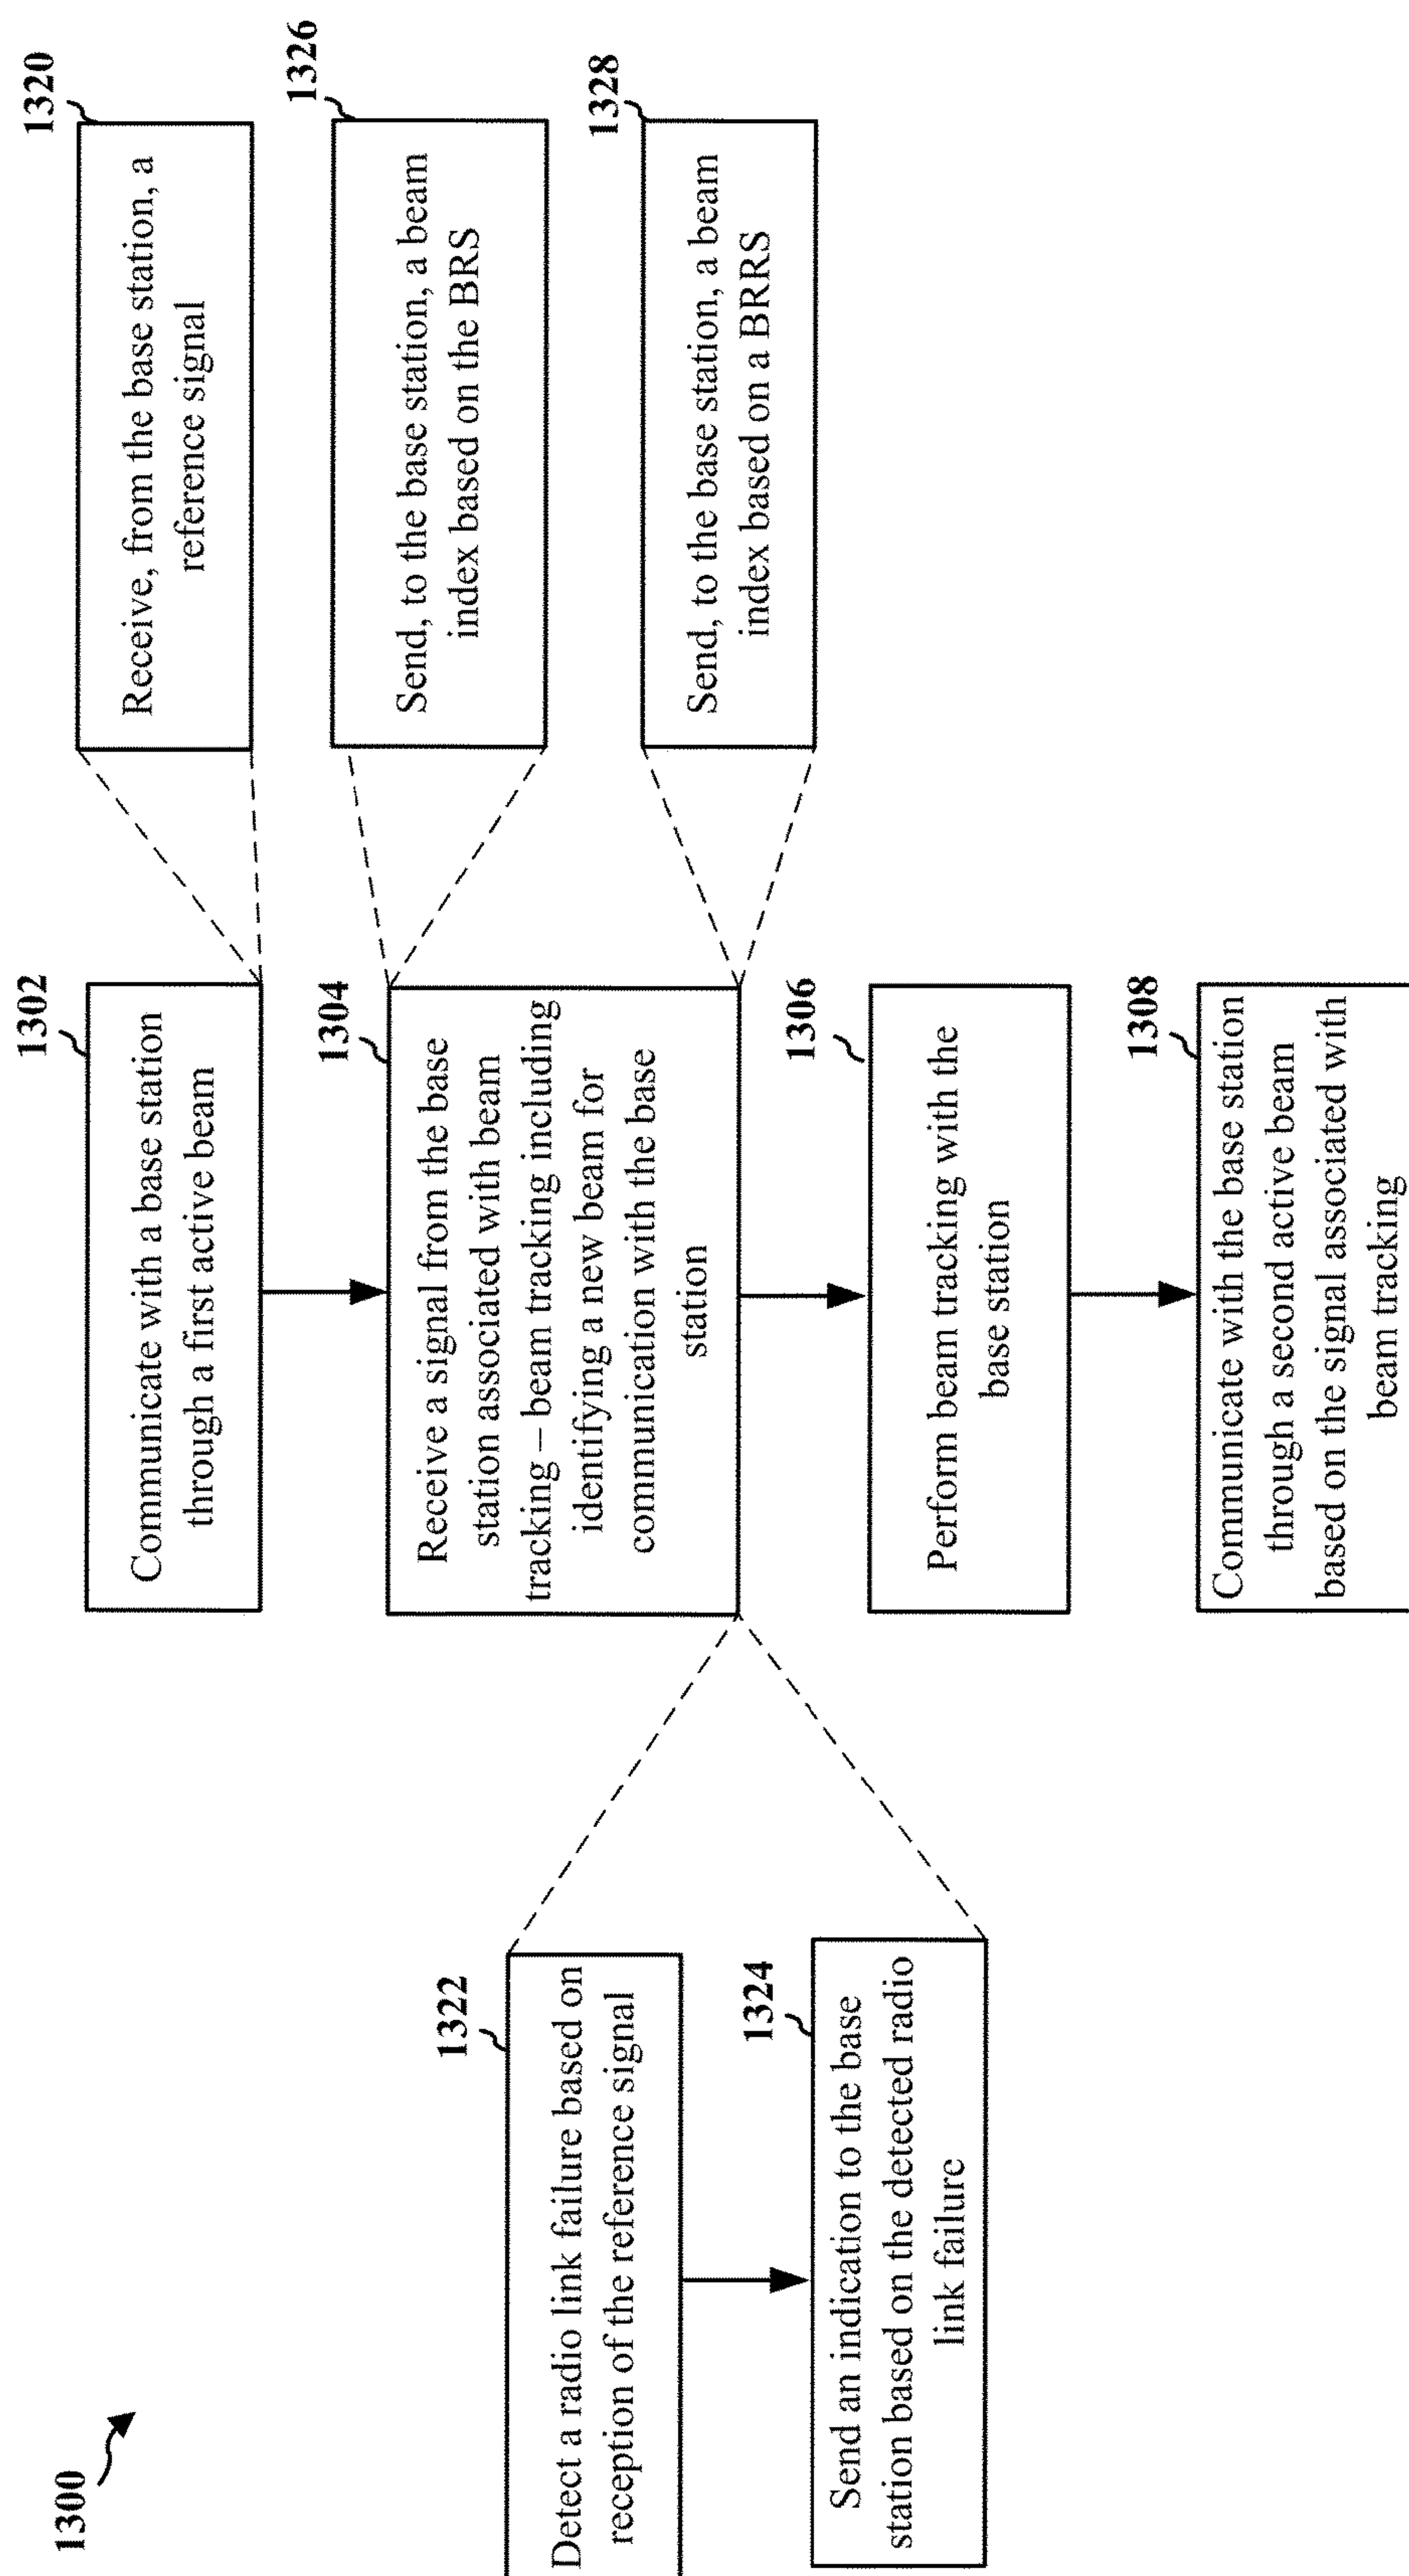 1300
1302
Communicate with a base station
through a first active beam
1320
Receive, from the base station, a
reference signal
1304
Receive a signal from the base
station associated with beam
tracking – beam tracking including
identifying a new beam for
communication with the base
station
1326
Send, to the base station, a beam
index based on the BRS
1328
Send, to the base station, a beam
index based on a BRRS
1322
Detect a radio link failure based on
reception of the reference signal
1324
Send an indication to the base
station based on the detected radio
link failure
1306
Perform beam tracking with the
base station
1308
Communicate with the base station
through a second active beam
based on the signal associated with
beam tracking